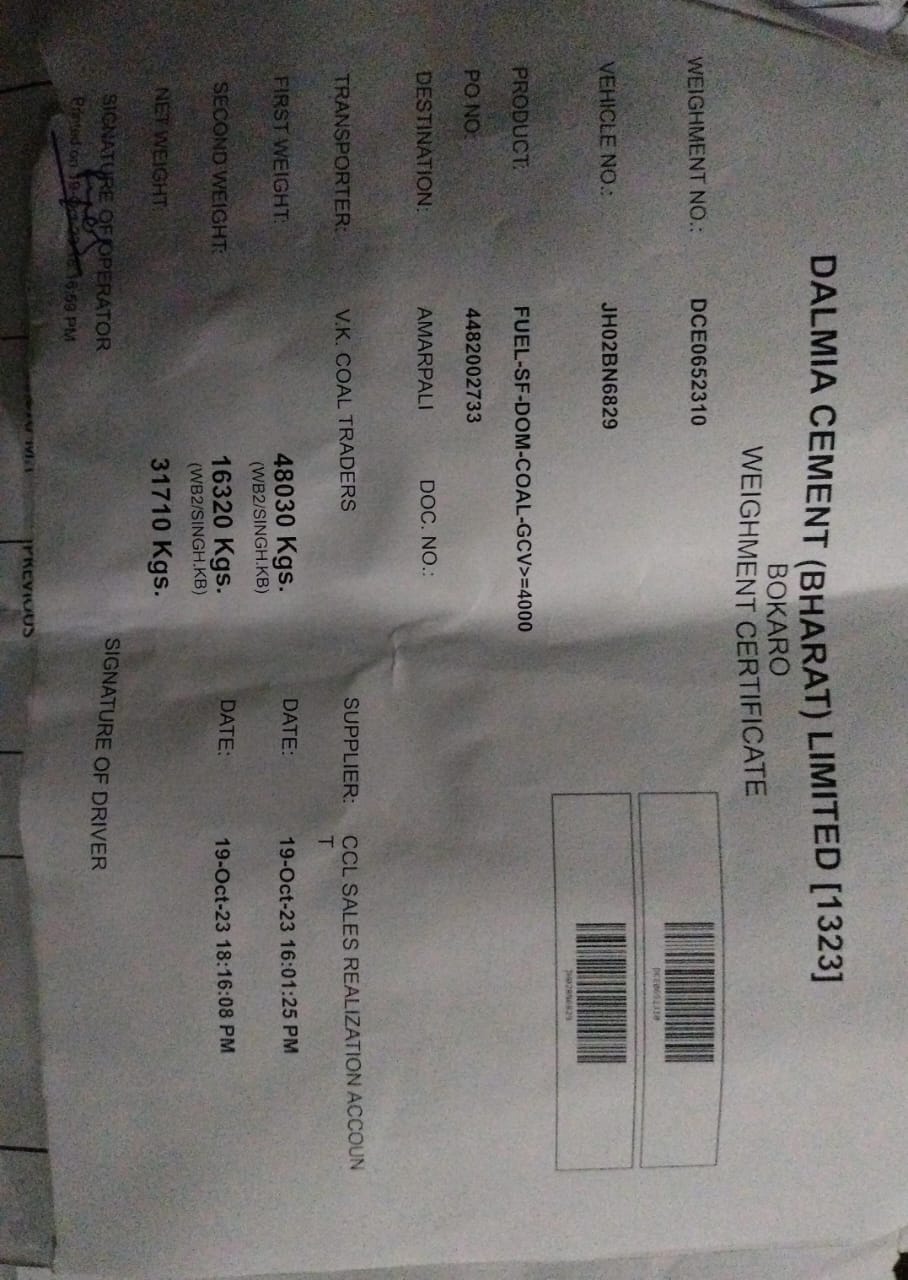 DALMIA CEMENT (BHARAT) LIMITED [1323]
BOKARO
WEIGHMENT CERTIFICATE
WEIGHMENT NO.: DCE0652310
DCE0652310
VEHICLE NO.: JH02BN6829
JH02BN6829
PRODUCT: FUEL-SF-DOM-COAL-GCV>=4000
PO NO: 4482002733
DESTINATION: AMARPALI DOC. NO.:
TRANSPORTER: V.K. COAL TRADERS SUPPLIER: CCL SALES REALIZATION ACCOUN
T
FIRST WEIGHT: 48030 Kgs. DATE: 19-Oct-23 16:01:25 PM
(WB2/SINGH.KB)
SECOND WEIGHT: 16320 Kgs. DATE: 19-Oct-23 18:16:08 PM
(WB2/SINGH.KB)
NET WEIGHT 31710 Kgs.
SIGNATURE OF OPERATOR SIGNATURE OF DRIVER
Printed on 19- 6:59 PM
PREVIOUS